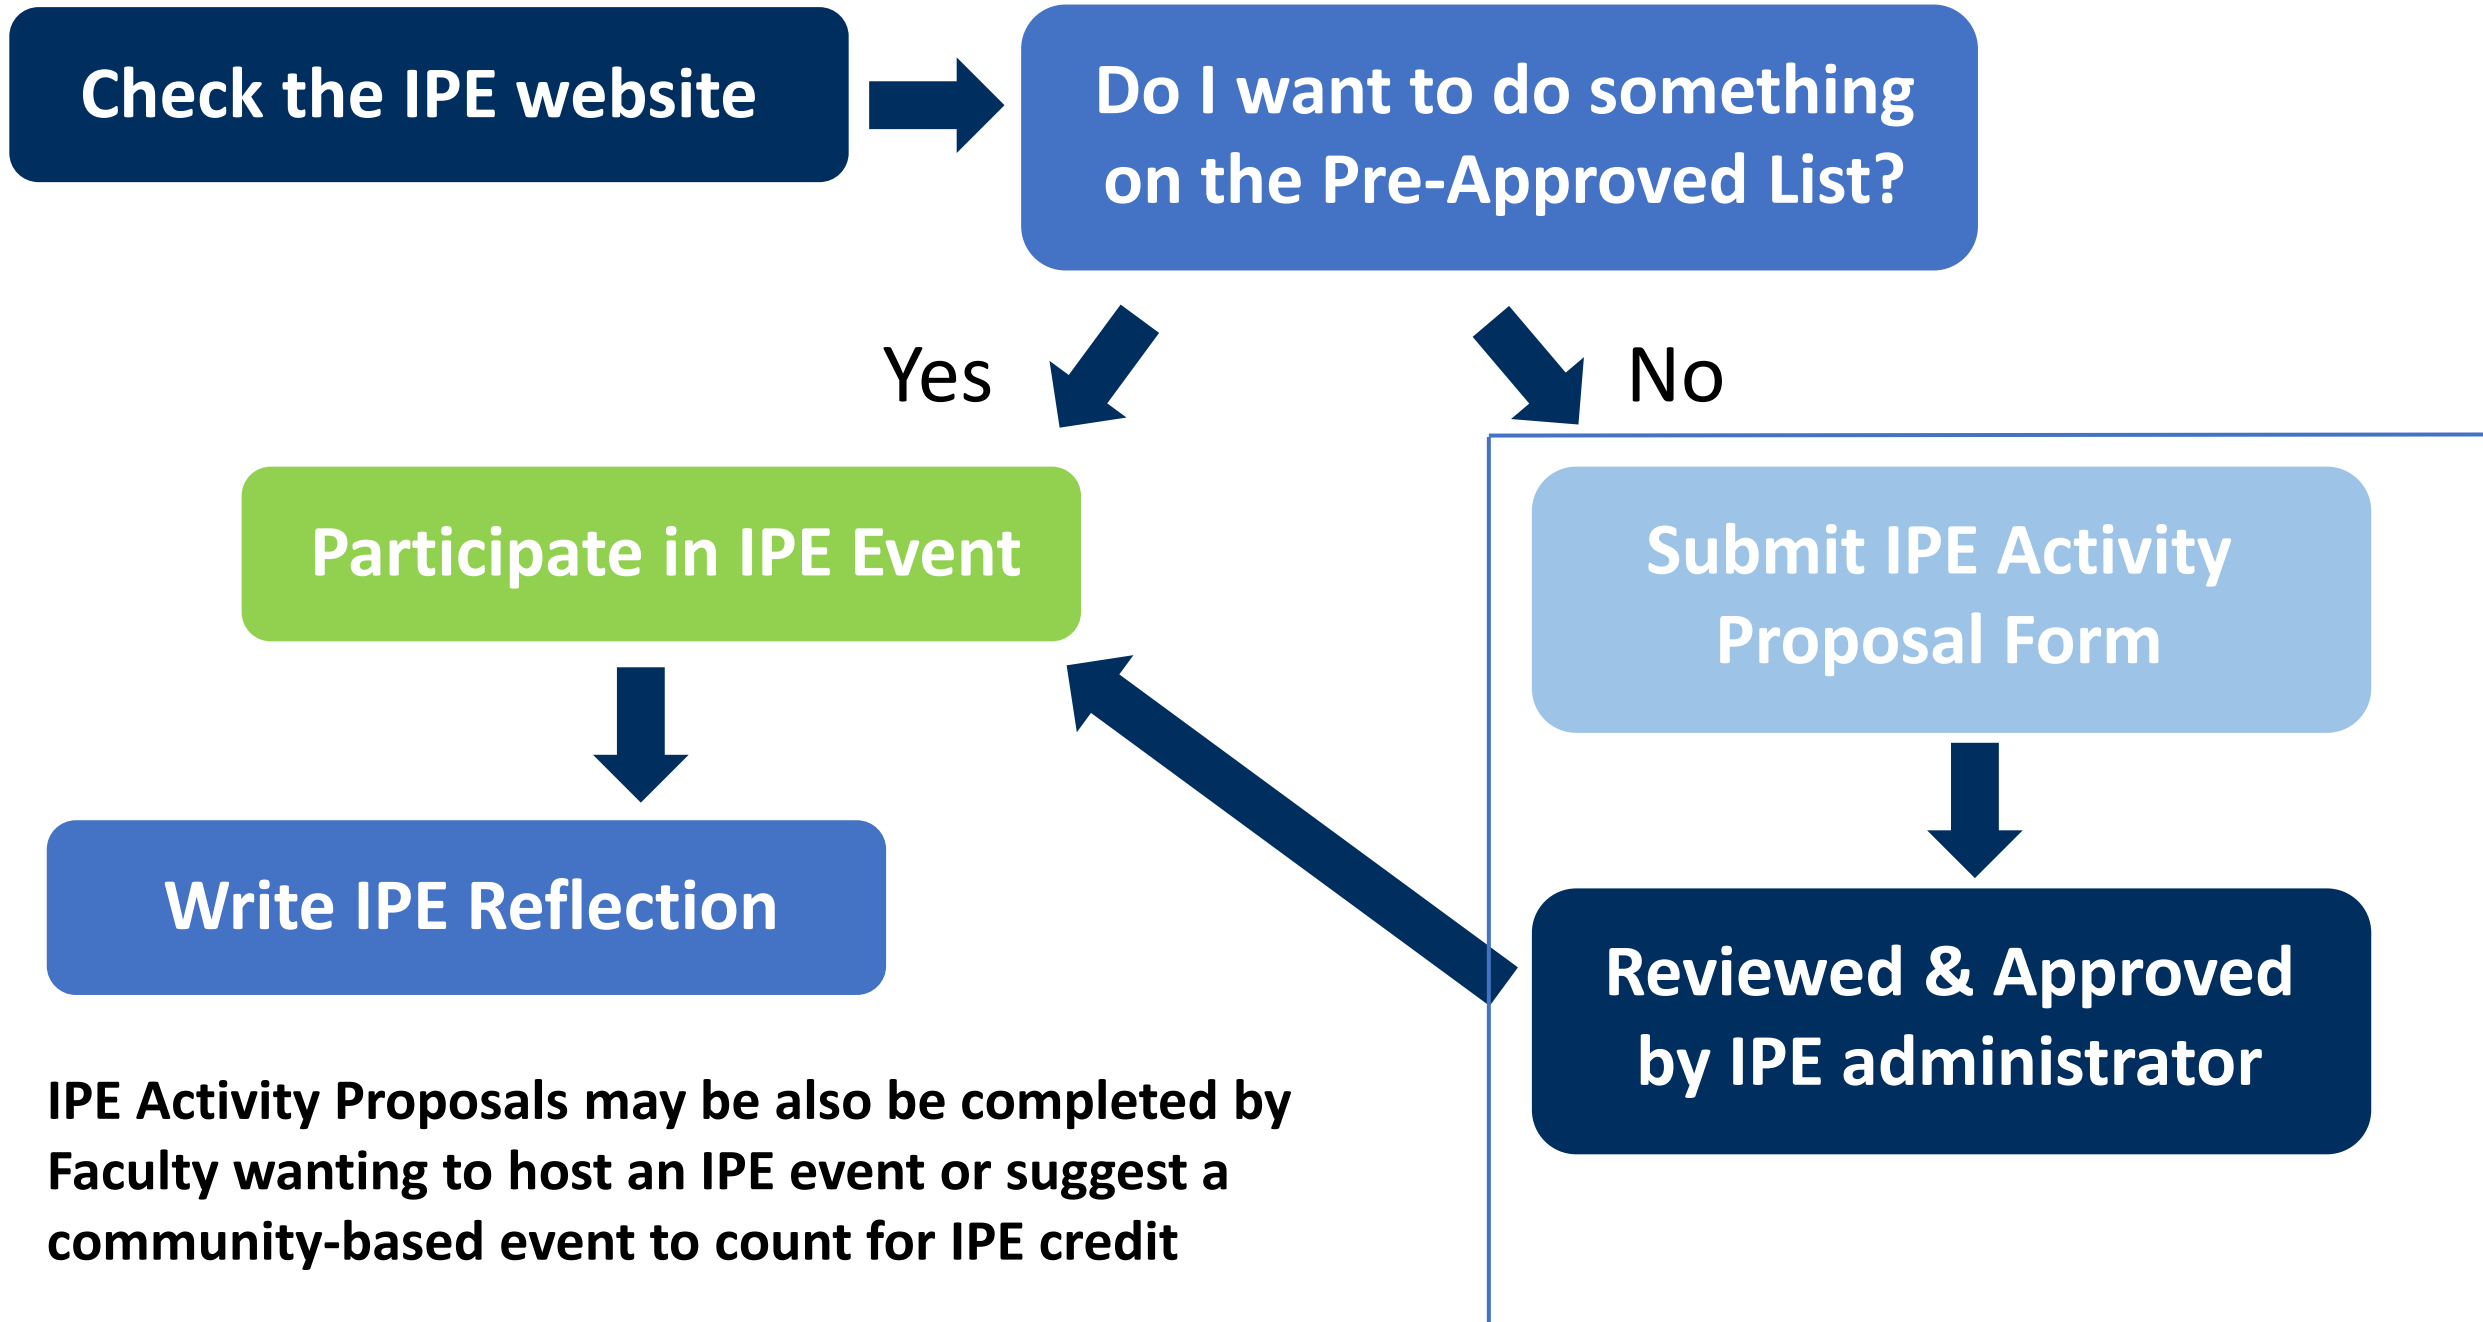 Check the IPE website
Do I want to do something
on the Pre-Approved List?
Yes
No
Participate in IPE Event
Submit IPE Activity
Proposal Form
Write IPE Reflection
Reviewed & Approved
by IPE administrator
IPE Activity Proposals may be also be completed by
Faculty wanting to host an IPE event or suggest a
community-based event to count for IPE credit